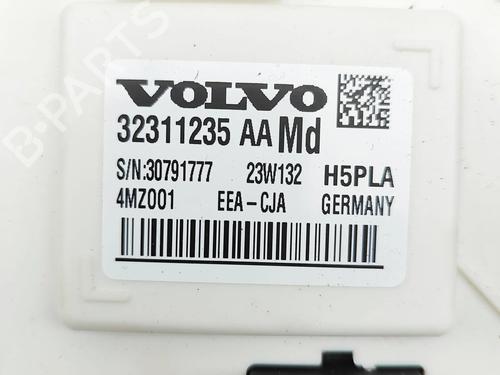 B-PARTS
VOLVO
32311235 AA Md
S/N:30791777 23W132 H5PLA
4MZ001 EEA-CJA GERMANY